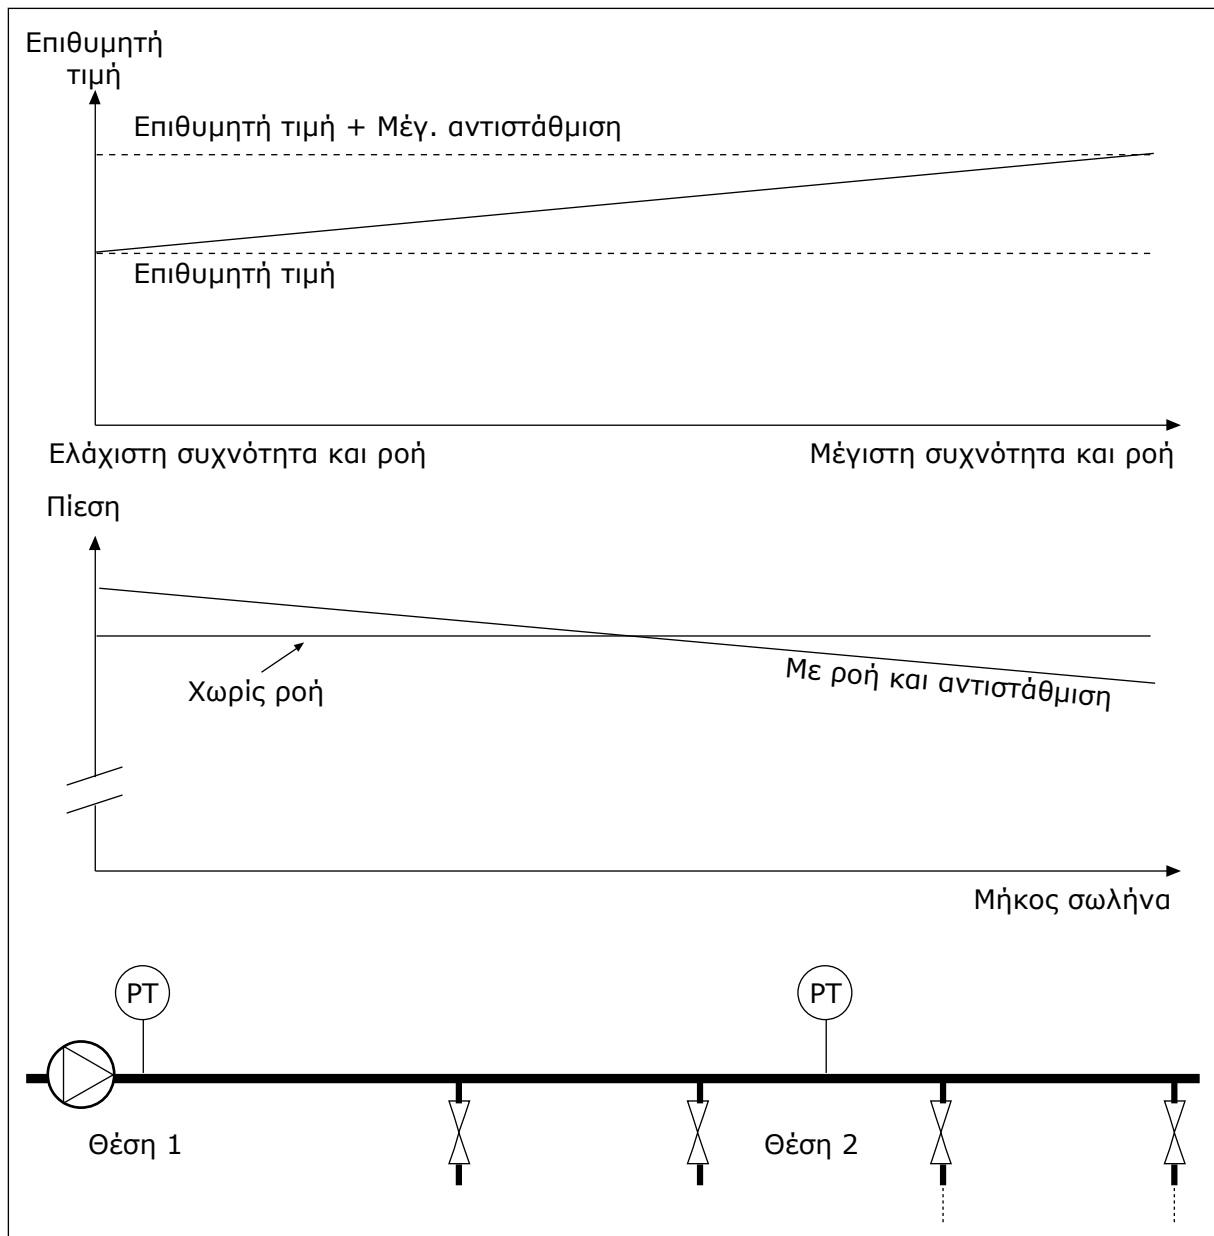 Επιθυμητή
τιμή
Επιθυμητή τιμή + Μέγ. αντιστάθμιση
Επιθυμητή τιμή
Ελάχιστη συχνότητα και ροή
Μέγιστη συχνότητα και ροή
Πίεση
Χωρίς ροή
Με ροή και αντιστάθμιση
Μήκος σωλήνα
PT
PT
Θέση 1
Θέση 2